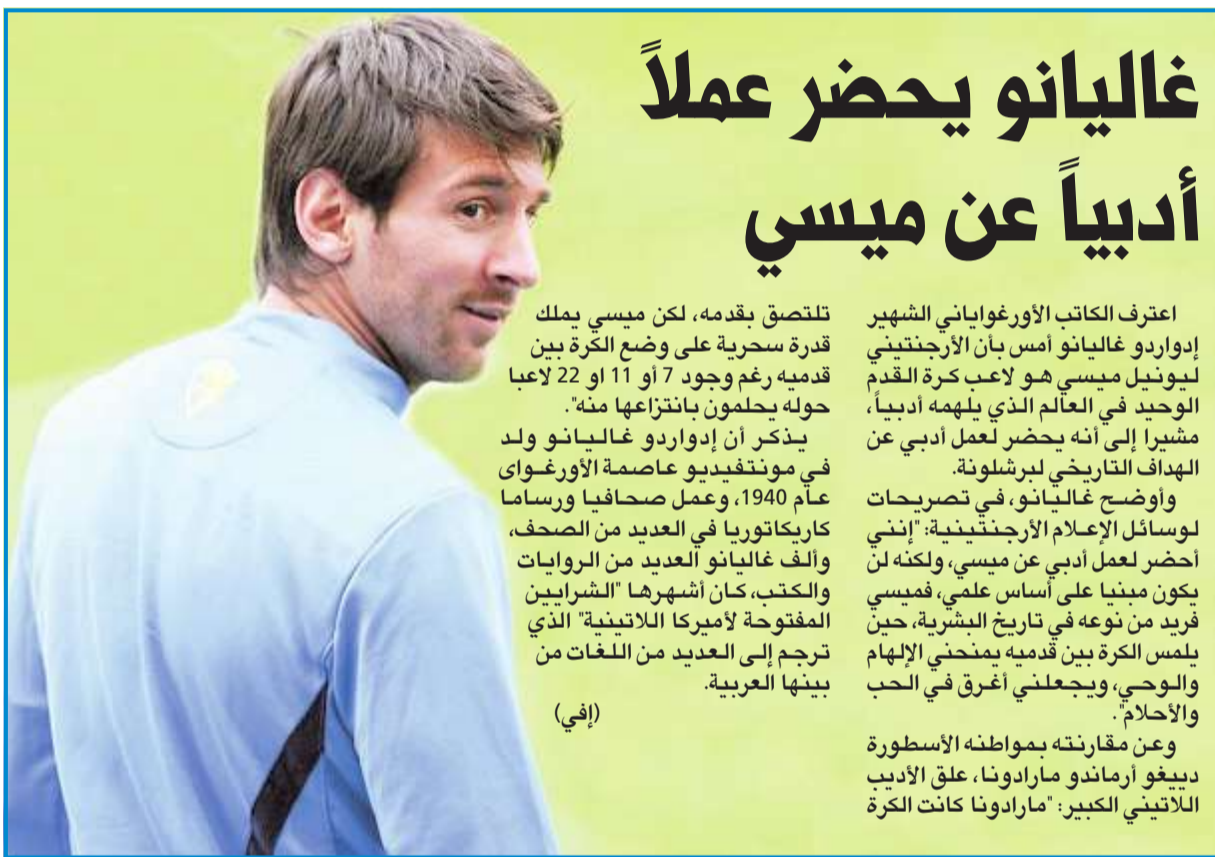 غاليانو يحضر عملاً
أدبياً عن ميسي
اعترف الكاتب الأورغواياني الشهير
إدواردو غاليانو أمس بأن الأرجنتيني
ليونيل ميسي هو لاعب كرة القدم
الوحيد في العالم الذي يلهمه أدبياً،
مشيرا إلى أنه يحضر لعمل أدبي عن
الهداف التاريخي لبرشلونة.
وأوضح غاليانو، في تصريحات
لوسائل الإعلام الأرجنتينية: "إنني
أحضر لعمل أدبي عن ميسي، ولكنه لن
يكون مبنيا على أساس علمي، فميسي
فريد من نوعه في تاريخ البشرية، حين
يلمس الكرة بين قدميه يمنحني الإلهام
والوحي، ويجعلني أغرق في الحب
والأحلام".
وعن مقارنته بمواطنه الأسطورة
دييغو أرماندو مارادونا، علق الأديب
اللاتيني الكبير: "مارادونا كانت الكرة
تلتصق بقدمه، لكن ميسي يملك
قدرة سحرية على وضع الكرة بين
قدميه رغم وجود 7 أو 11 او 22 لاعبا
حوله يحلمون بانتزاعها منه".
يذكر أن إدواردو غاليانو ولد
في مونتفيديو عاصمة الأورغواى
عام 1940، وعمل صحافيا ورساما
كاريكاتوريا في العديد من الصحف،
وألف غاليانو العديد من الروايات
والكتب، كان أشهرها "الشرايين
المفتوحة لأميركا اللاتينية" الذي
ترجم إلى العديد من اللغات من
بينها العربية.
(إفي)